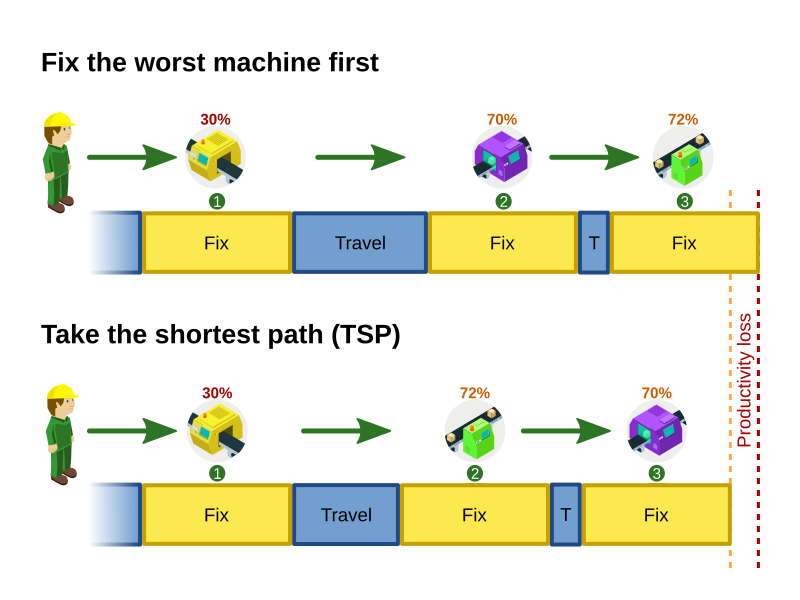 Fix the worst machine first
30%
70%
72%
1
2
3
Fix
Travel
Fix
T
Fix
Productivity loss
Take the shortest path (TSP)
30%
72%
70%
1
2
3
Fix
Travel
Fix
T
Fix